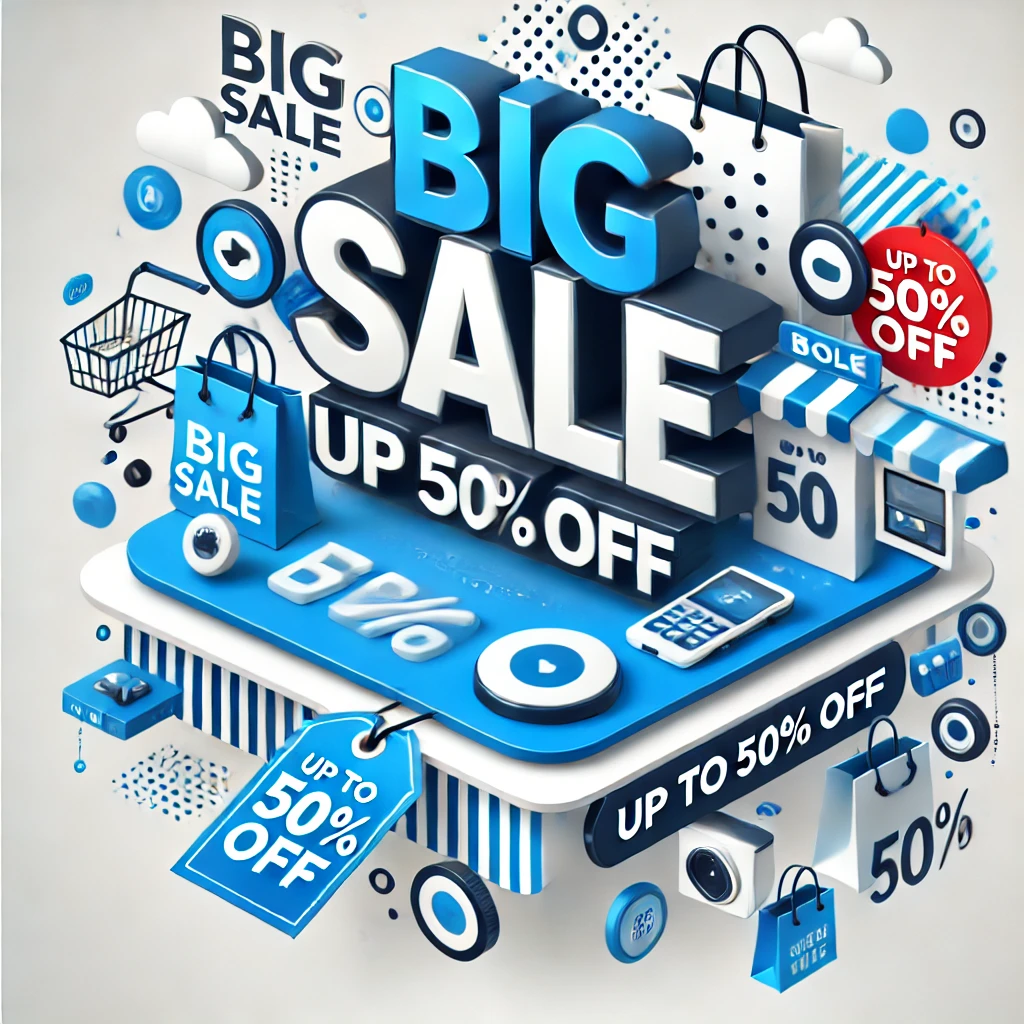 BIG
SALE
BIG
SALE
UP 50% OFF
UP TO
50%
OFF
BOLE
50
BIG
SALE
UP TO
50%
OFF
UP TO 50% OFF
50%